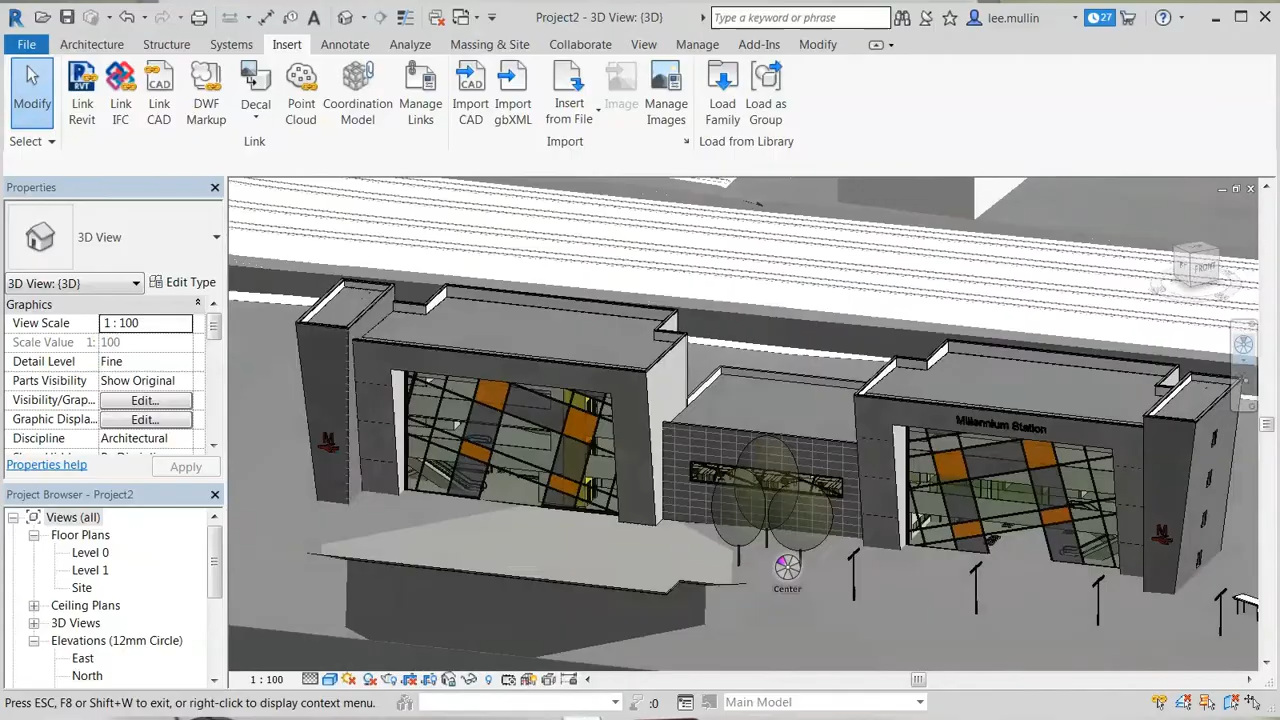 Project2 - 3D View: {3D}
Type a keyword or phrase
lee.mullin
27
File Architecture Structure Systems Insert Annotate Analyze Massing & Site Collaborate View Manage Add-Ins Modify
Modify
Link Revit
Link IFC
Link CAD
DWF Markup
Decal
Point Cloud
Coordination Model
Manage Links
Import CAD
Import gbXML
Insert from File
Image
Manage Images
Load Family
Load as Group
Select
Link
Import
Load from Library
Properties
3D View
3D View: {3D}
Edit Type
Graphics
View Scale 1 : 100
Scale Value 1: 100
Detail Level Fine
Parts Visibility Show Original
Visibility/Grap... Edit...
Graphic Displa... Edit...
Discipline Architectural
Properties help
Apply
Project Browser - Project2
Views (all)
Floor Plans
Level 0
Level 1
Site
Ceiling Plans
3D Views
Elevations (12mm Circle)
East
North
FRONT
Millennium Station
M
M
Center
1 : 100
Press ESC, F8 or Shift+W to exit, or right-click to display context menu.
:0
Main Model